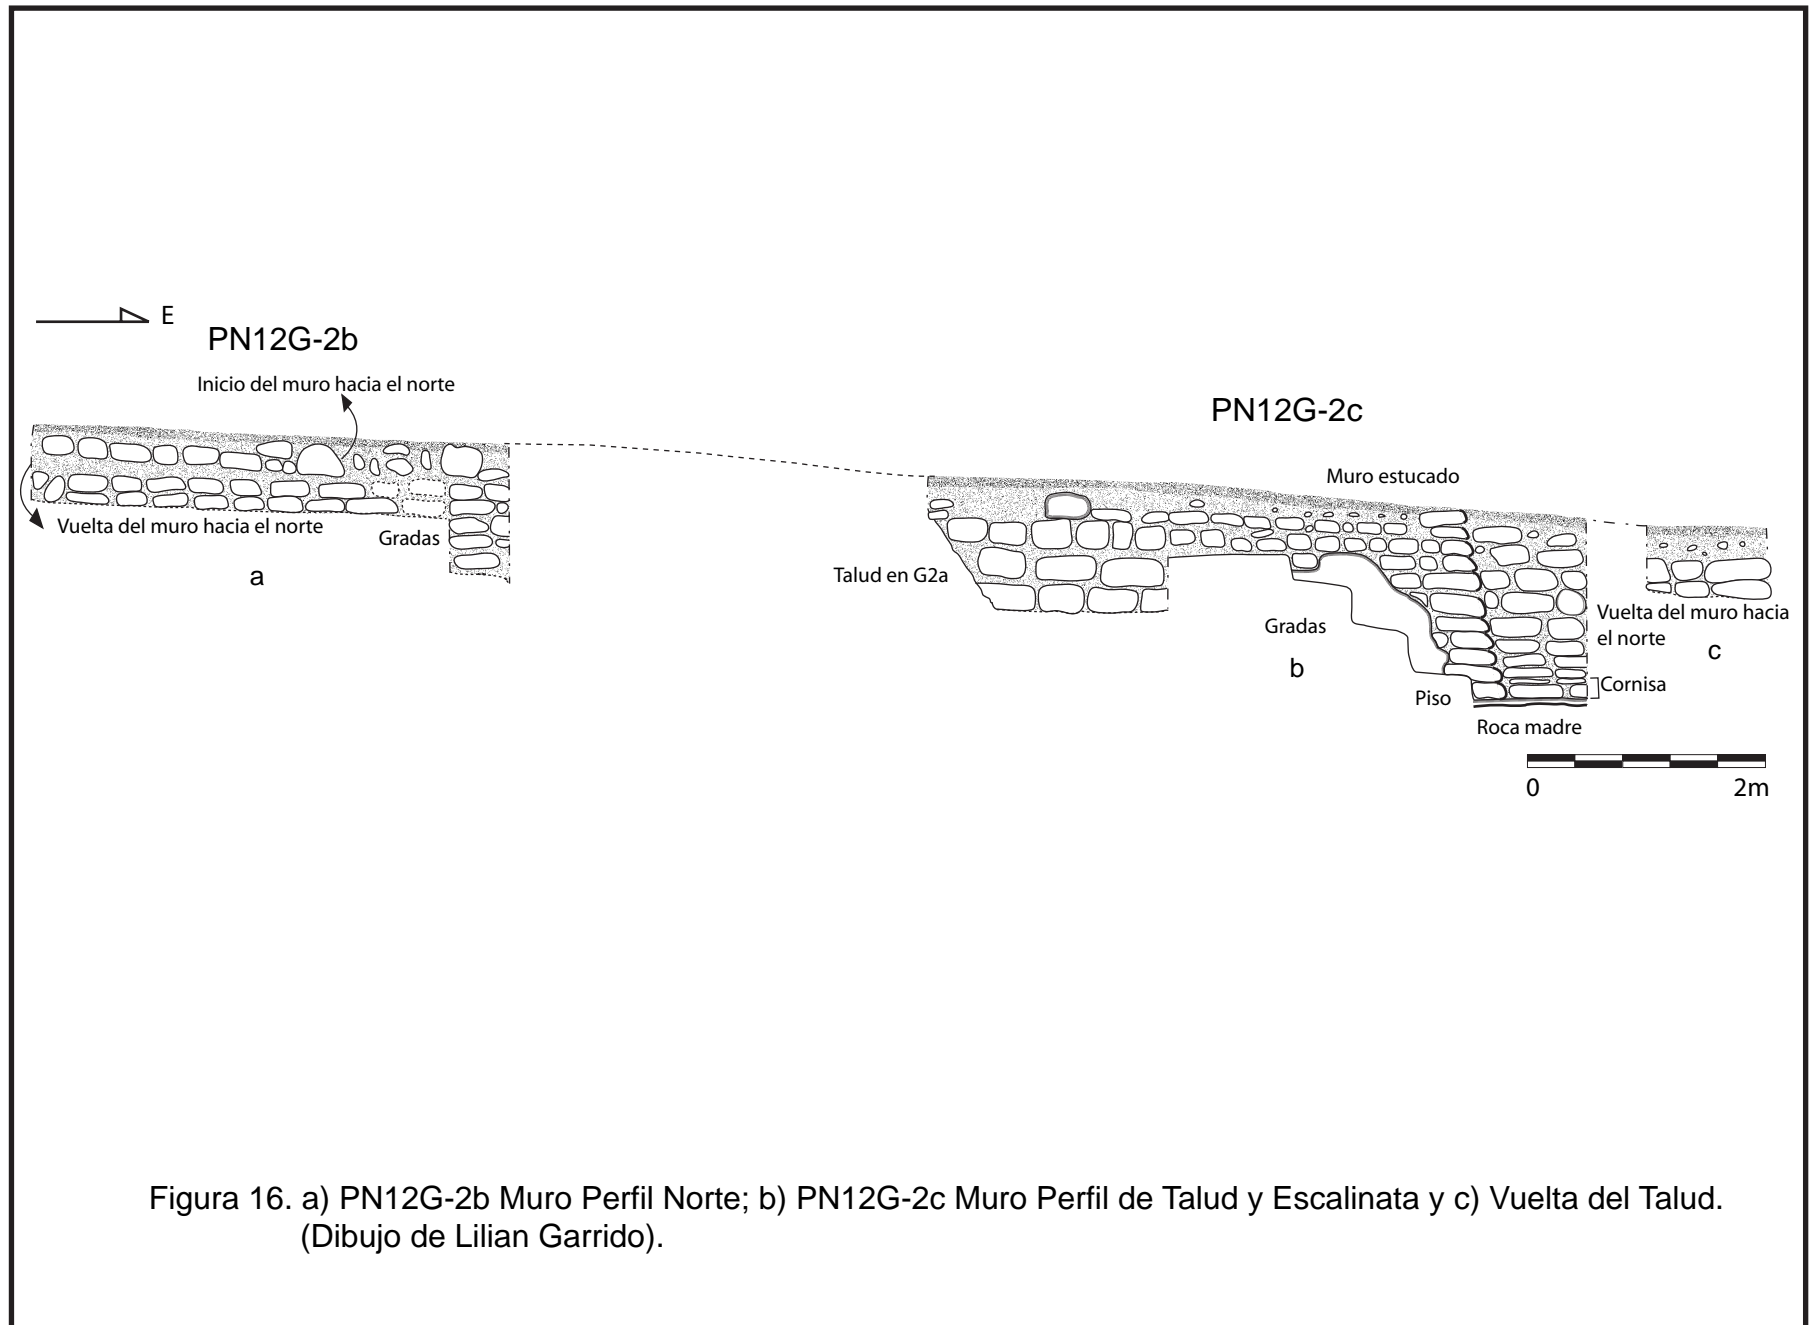 E
PN12G-2b
Inicio del muro hacia el norte
Vuelta del muro hacia el norte
Gradas
a
PN12G-2c
Muro estucado
Talud en G2a
Gradas
b
Piso
Roca madre
Cornisa
Vuelta del muro hacia
el norte
c
0
2m
Figura 16. a) PN12G-2b Muro Perfil Norte; b) PN12G-2c Muro Perfil de Talud y Escalinata y c) Vuelta del Talud.
(Dibujo de Lilian Garrido).